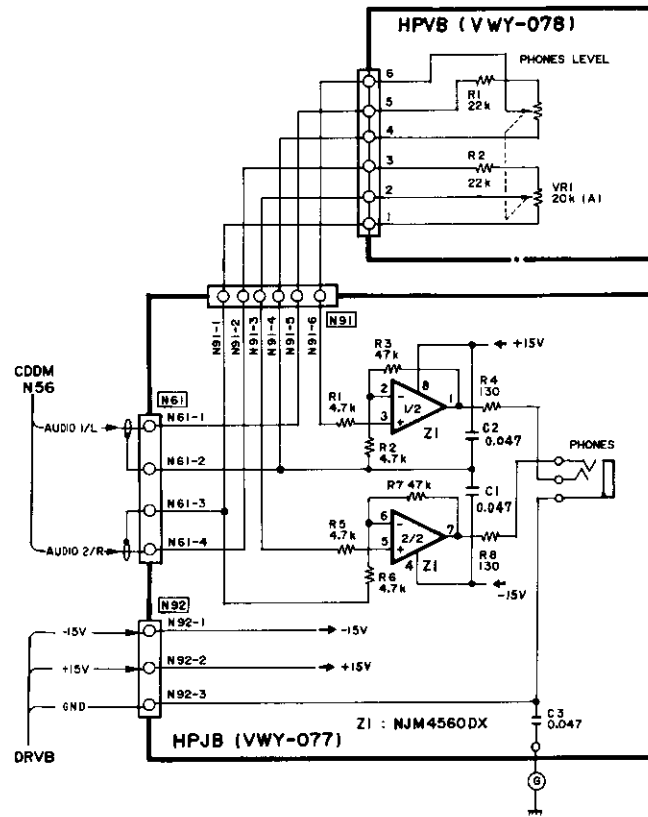 HPVB (VWY-078)
PHONES LEVEL
6
5
4
3
2
1
R1
22k
R2
22k
VR1
20k (A)
N91-1
N91-2
N91-3
N91-4
N91-5
N91-6
N91
CDDM
N56
N61
AUDIO 1/L
N61-1
N61-2
N61-3
AUDIO 2/R
N61-4
R3
47k
+15V
R1
4.7k
2
3
8
1
1/2
Z1
R4
130
R2
4.7k
C2
0.047
PHONES
R7 47k
C1
0.047
R5
4.7k
6
5
7
2/2
4
Z1
R8
130
R6
4.7k
-15V
N92
-15V
N92-1
-15V
+15V
N92-2
+15V
GND
N92-3
DRVB
HPJB (VWY-077)
Z1 : NJM4560DX
C3
0.047
G